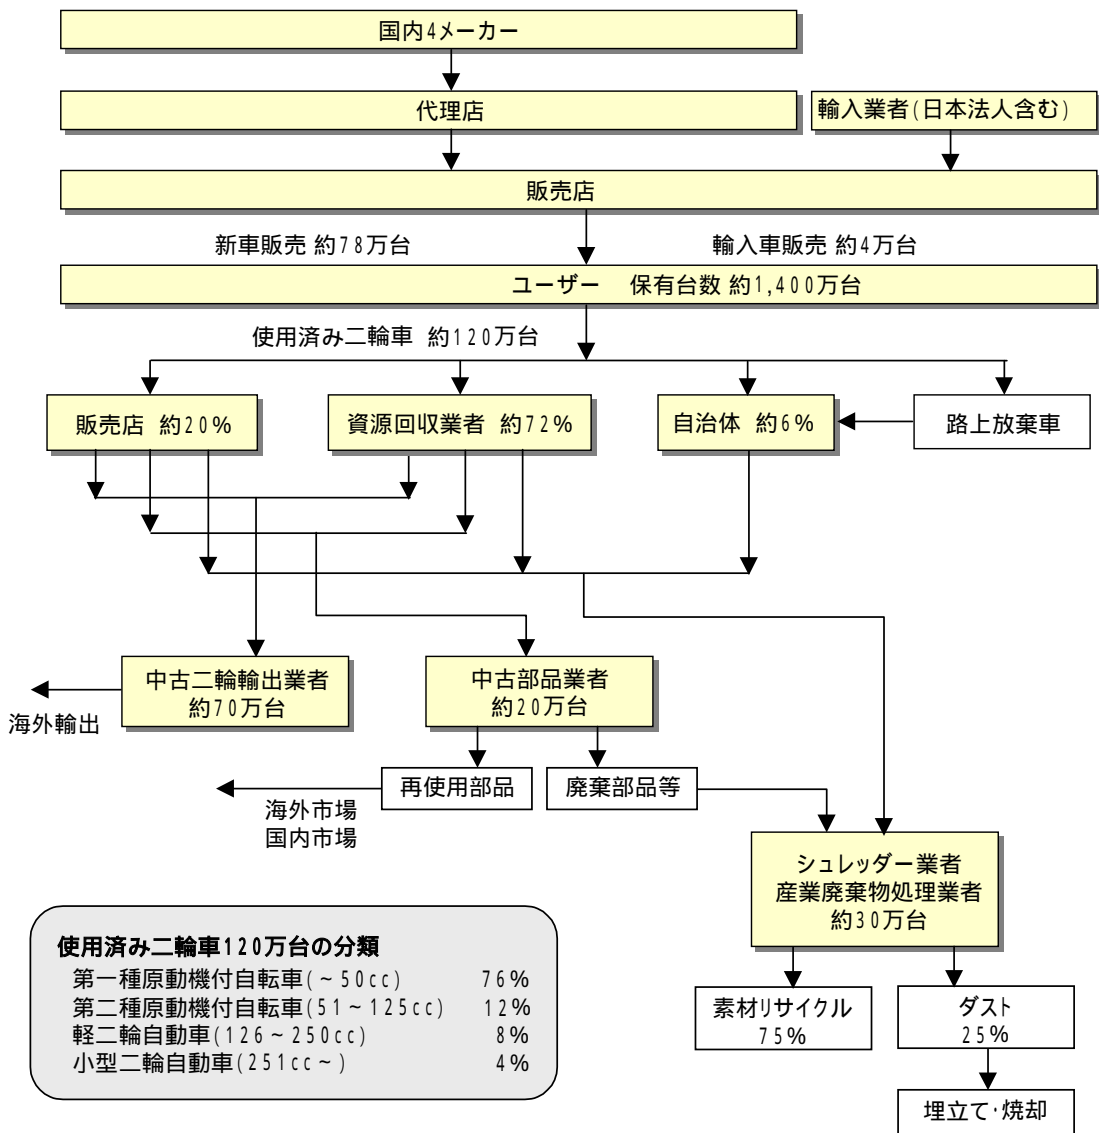 国内4メーカー
代理店
輸入業者(日本法人含む)
販売店
新車販売 約78万台
輸入車販売 約4万台
ユーザー 保有台数 約1,400万台
使用済み二輪車 約120万台
販売店 約20%
資源回収業者 約72%
自治体 約6%
路上放棄車
中古二輪輸出業者
約70万台
海外輸出
中古部品業者
約20万台
再使用部品
廃棄部品等
海外市場
国内市場
シュレッダー業者
産業廃棄物処理業者
約30万台
素材リサイクル
75%
ダスト
25%
埋立て・焼却
使用済み二輪車120万台の分類
第一種原動機付自転車(~50cc) 76%
第二種原動機付自転車(51~125cc) 12%
軽二輪自動車(126~250cc) 8%
小型二輪自動車(251cc~) 4%